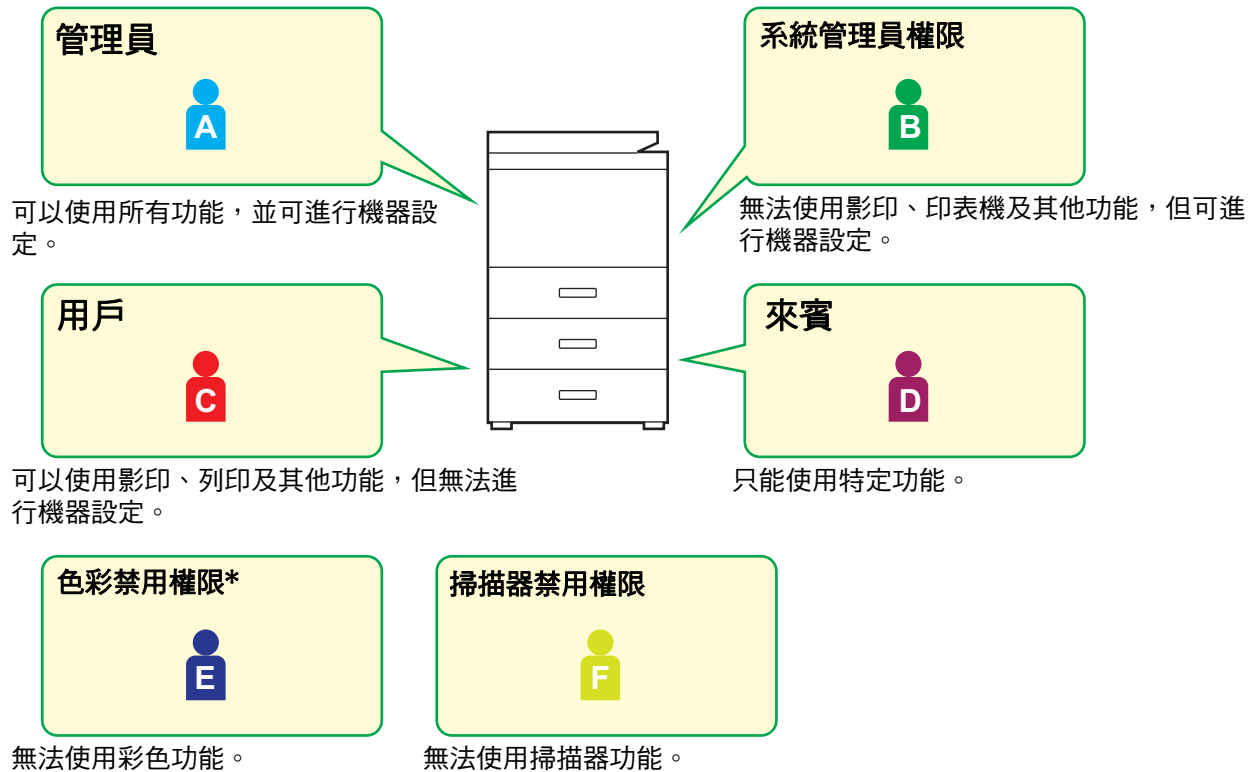 管理員
A
可以使用所有功能，並可進行機器設
定。
系統管理員權限
B
無法使用影印、印表機及其他功能，但可進
行機器設定。
用戶
C
可以使用影印、列印及其他功能，但無法進
行機器設定。
來賓
D
只能使用特定功能。
色彩禁用權限*
E
無法使用彩色功能。
掃描器禁用權限
F
無法使用掃描器功能。